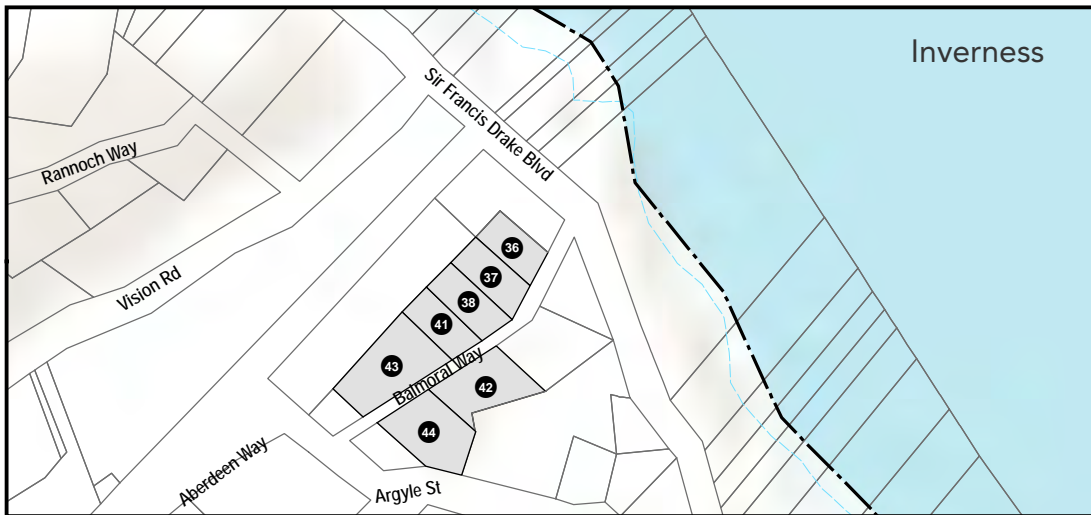 Inverness
Sir Francis Drake Blvd
Rannoch Way
Vision Rd
36
37
38
41
43
Balmoral Way
42
44
Aberdeen Way
Argyle St